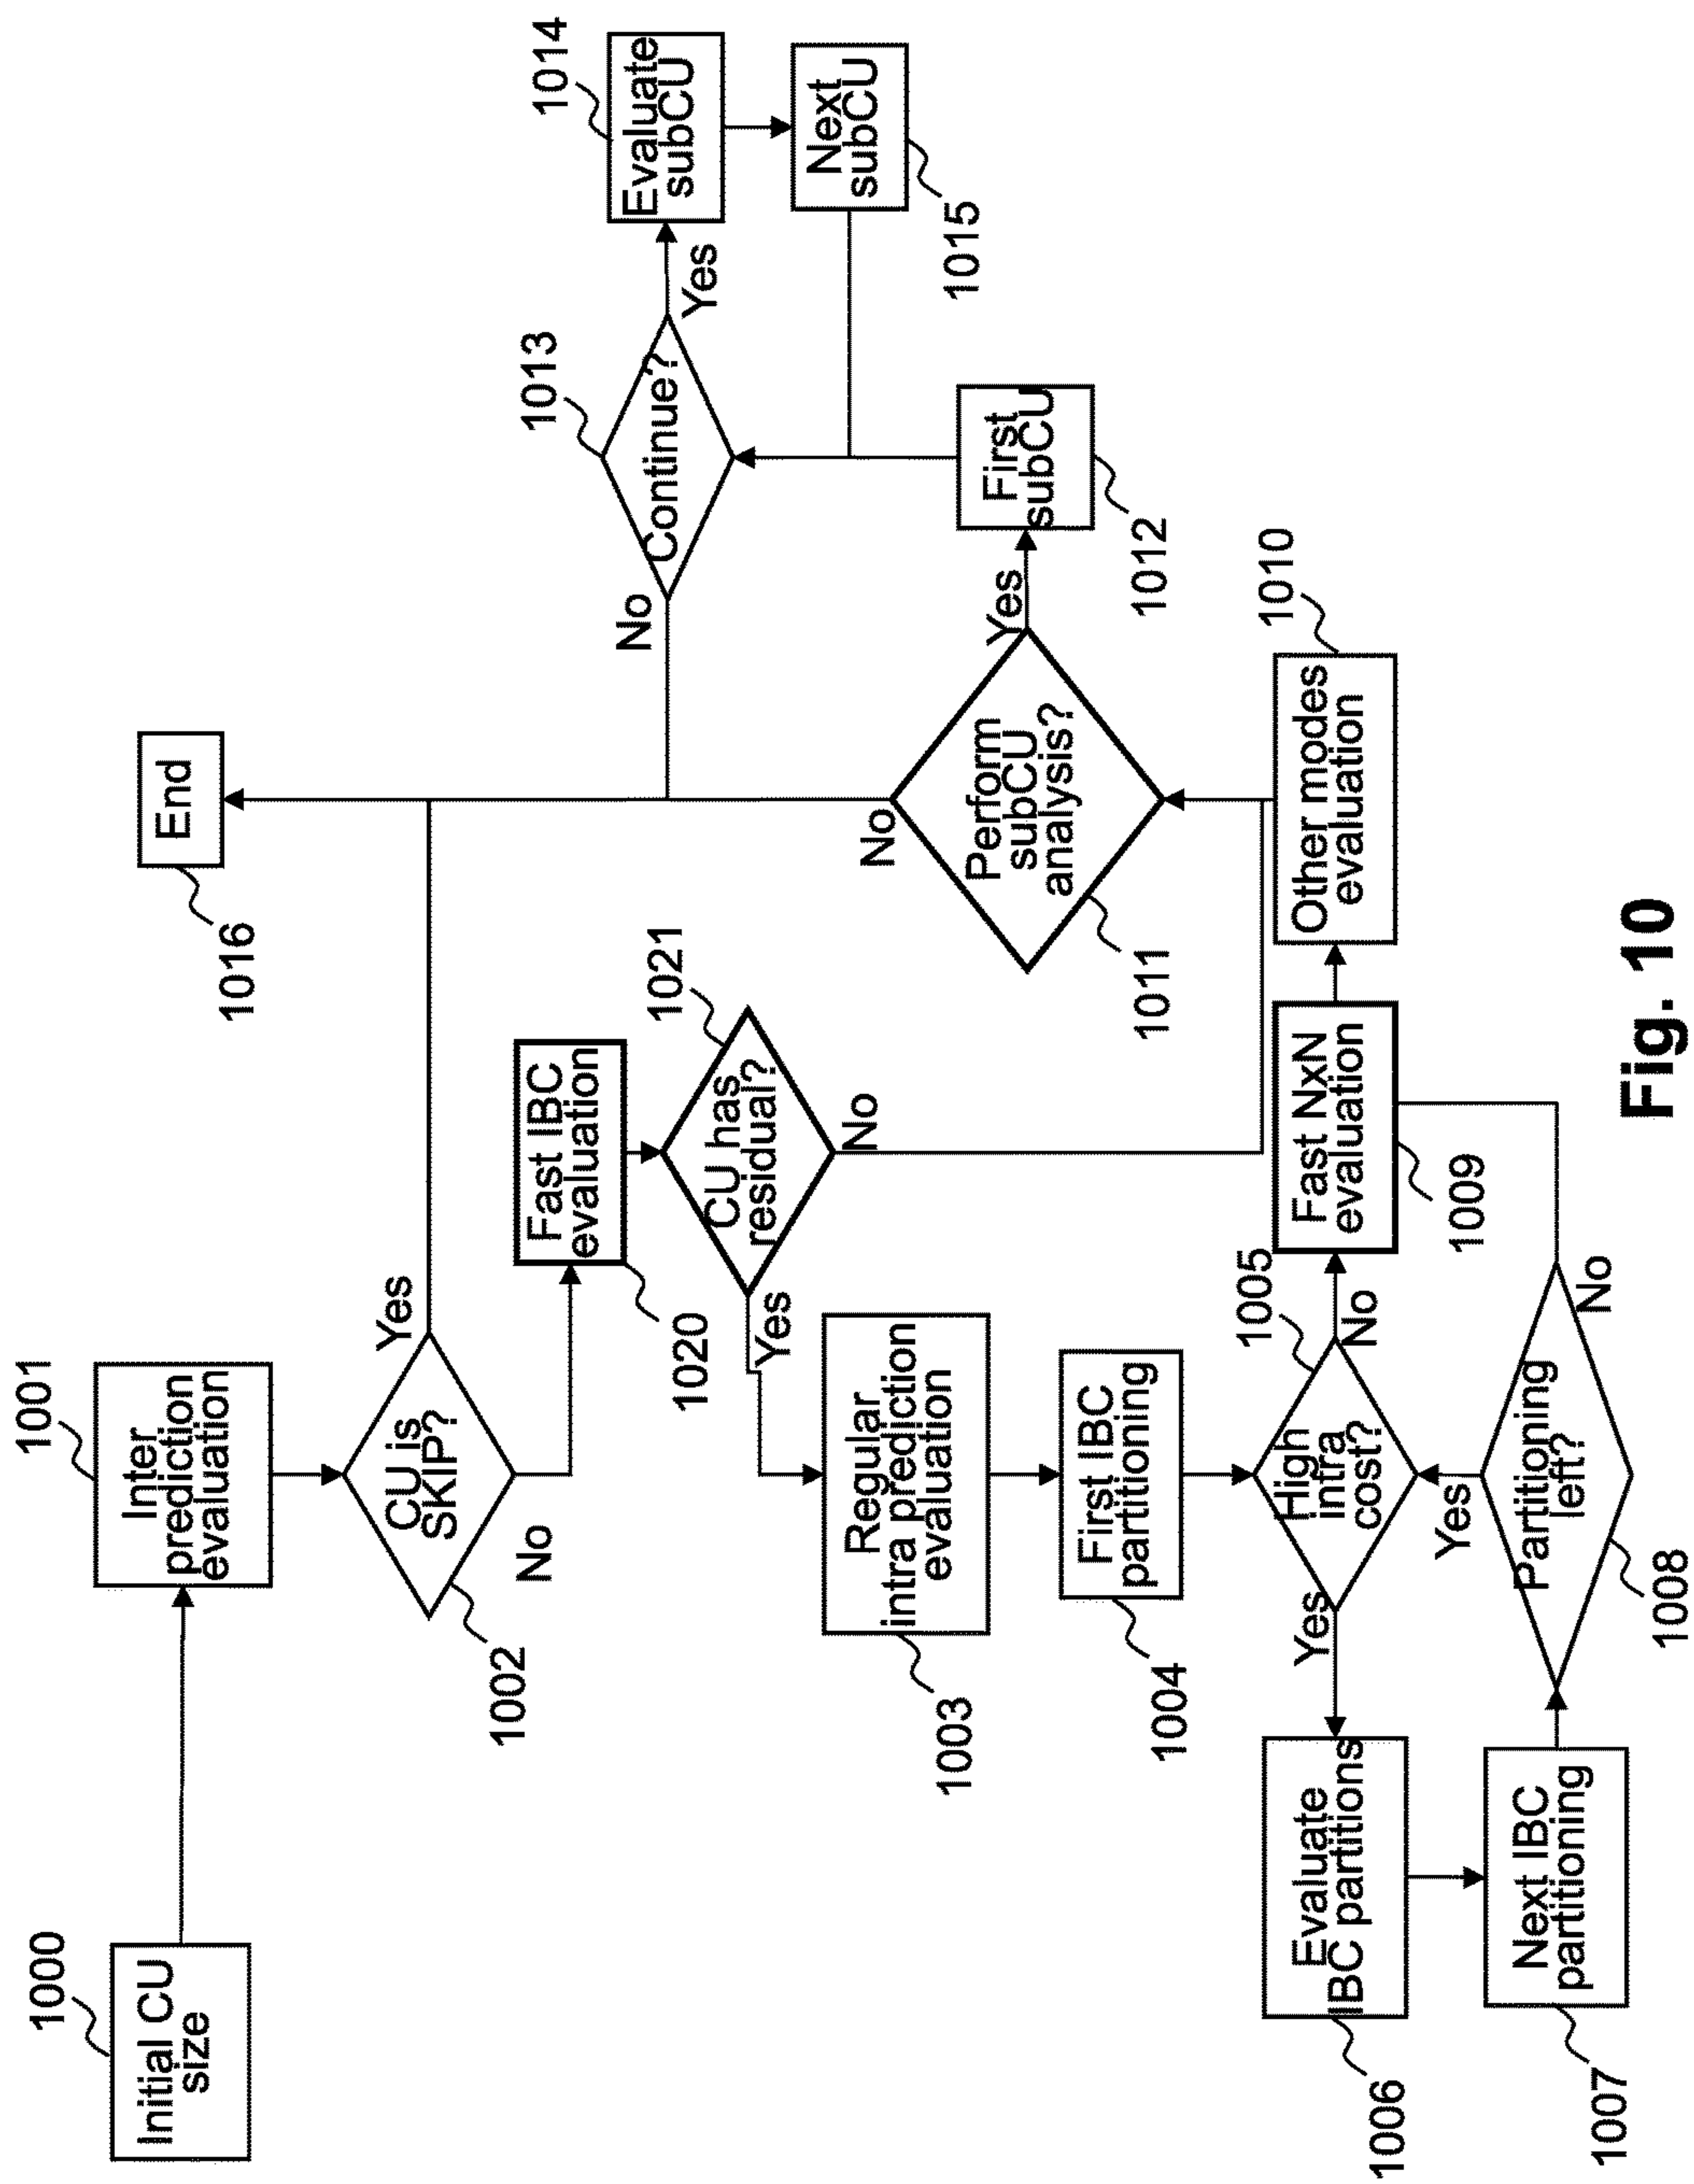 1000
Initial CU
size
1001
Inter
prediction
evaluation
1002
CU is
SKIP?
Yes
No
1016
End
1020
Fast IBC
evaluation
1021
CU has
residual?
Yes
No
1003
Regular
intra prediction
evaluation
1004
First IBC
partitioning
1005
High
intra
cost?
Yes
No
1006
Evaluate
IBC partitions
1007
Next IBC
partitioning
1008
Partitioning
left?
Yes
No
1009
Fast NxN
evaluation
1010
Other modes
evaluation
1011
Perform
subCU
analysis?
No
Yes
1012
First
subCU
1013
Continue?
No
Yes
1014
Evaluate
subCU
1015
Next
subCU
Fig. 10